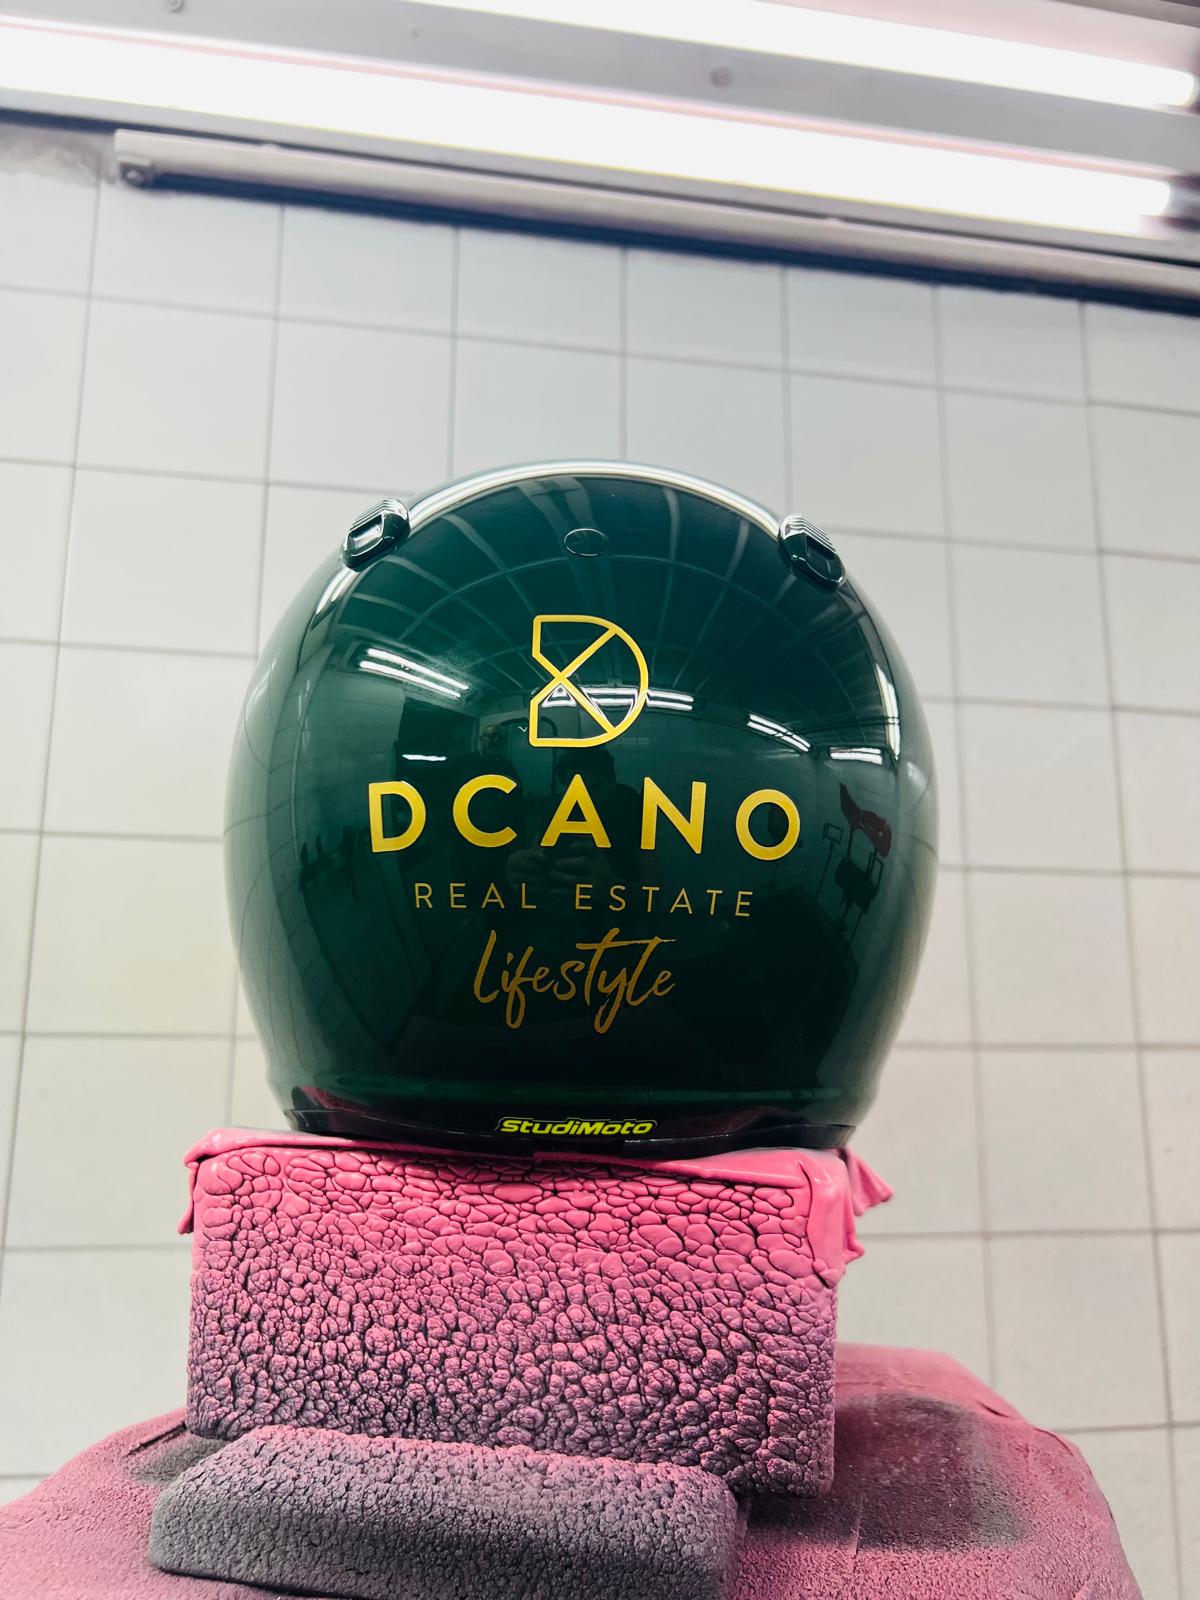 DCANO
REAL ESTATE
Lifestyle
StudiMoto